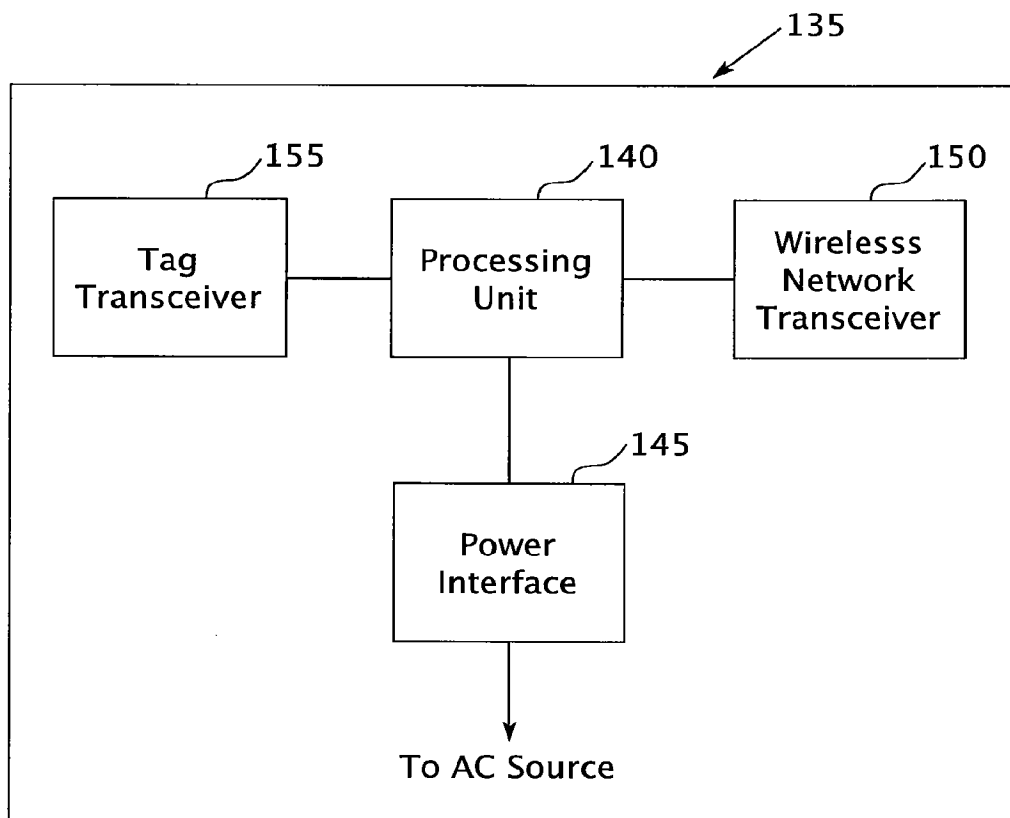 135
155
140
150
Tag
Transceiver
Processing
Unit
Wirelesss
Network
Transceiver
145
Power
Interface
To AC Source